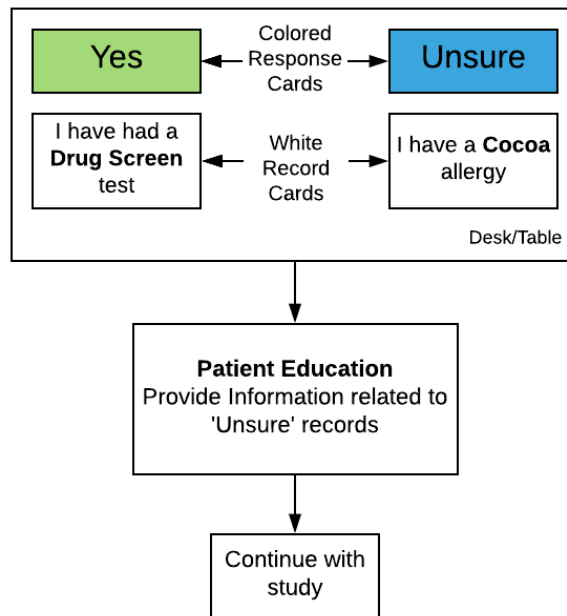 Yes
Colored
Response
Cards
Unsure
I have had a
Drug Screen
test
White
Record
Cards
I have a Cocoa
allergy
Desk/Table
Patient Education
Provide Information related to
'Unsure' records
Continue with
study